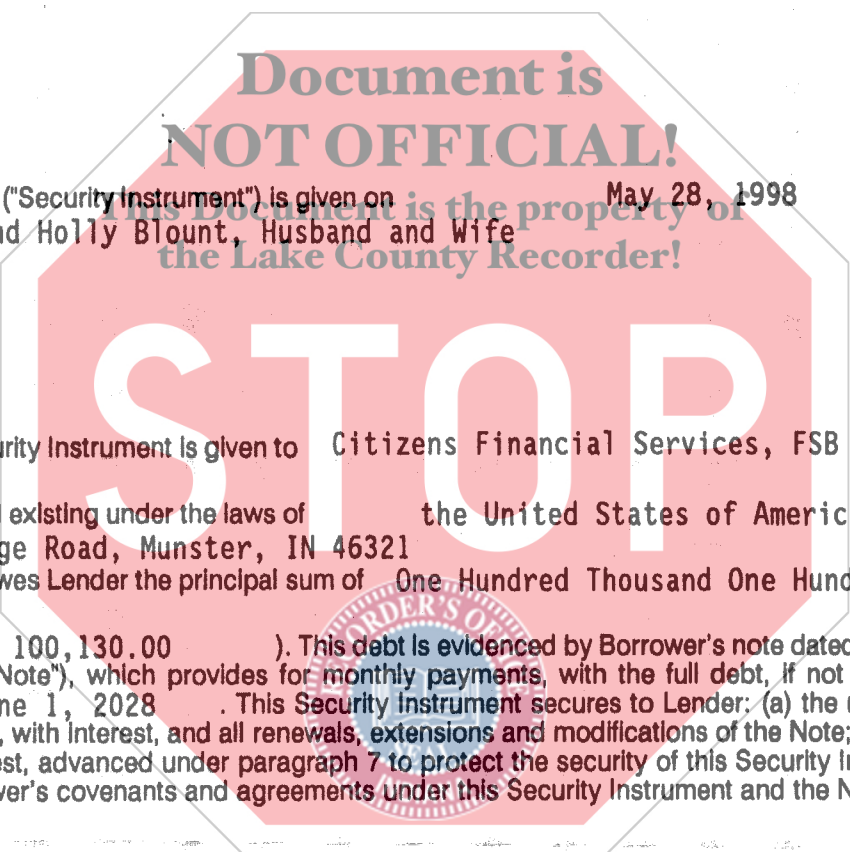 Document is
NOT OFFICIAL!
("Security Instrument") is given on May 28, 1998
This Document is the property of
nd Holly Blount, Husband and Wife
the Lake County Recorder!
STOP
urity Instrument is given to Citizens Financial Services, FSB
existing under the laws of the United States of Americ
ge Road, Munster, IN 46321
wes Lender the principal sum of One Hundred Thousand One Hund
RECORDER'S OFFICE
100,130.00 ). This debt is evidenced by Borrower's note dated
Note"), which provides for monthly payments, with the full debt, if not
ne 1, 2028 . This Security Instrument secures to Lender: (a) the
, with interest, and all renewals, extensions and modifications of the Note;
est, advanced under paragraph 7 to protect the security of this Security I
SEAL
ver's covenants and agreements under this Security Instrument and the N